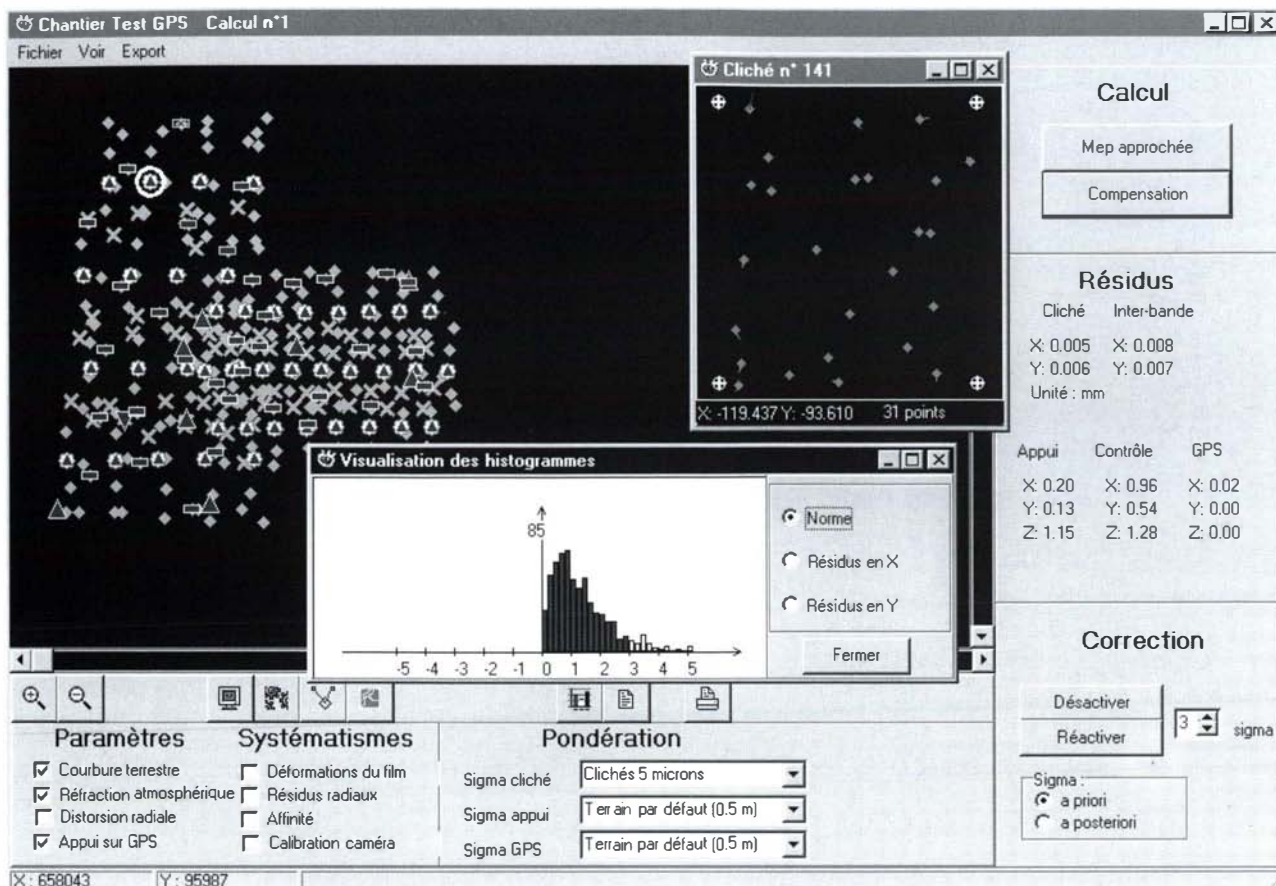 Chantier Test GPS Calcul n°1
Fichier Voir Export
Cliché n° 141
X: -119.437 Y: -93.610 31 points
Calcul
Mep approchée
Compensation
Résidus
Cliché Inter-bande
X: 0.005 X: 0.008
Y: 0.006 Y: 0.007
Unité : mm
Appui Contrôle GPS
X: 0.20 X: 0.96 X: 0.02
Y: 0.13 Y: 0.54 Y: 0.00
Z: 1.15 Z: 1.28 Z: 0.00
Visualisation des histogrammes
85
-5 -4 -3 -2 -1 0 1 2 3 4 5
Norme
Résidus en X
Résidus en Y
Fermer
Correction
Désactiver
Réactiver
3 sigma
Sigma :
a priori
a posteriori
Paramètres
Courbure terrestre
Réfraction atmosphérique
Distorsion radiale
Appui sur GPS
Systématismes
Déformations du film
Résidus radiaux
Affinité
Calibration caméra
Pondération
Sigma cliché Clichés 5 microns
Sigma appui Terrain par défaut (0.5 m)
Sigma GPS Terrain par défaut (0.5 m)
X : 658043 Y : 95987